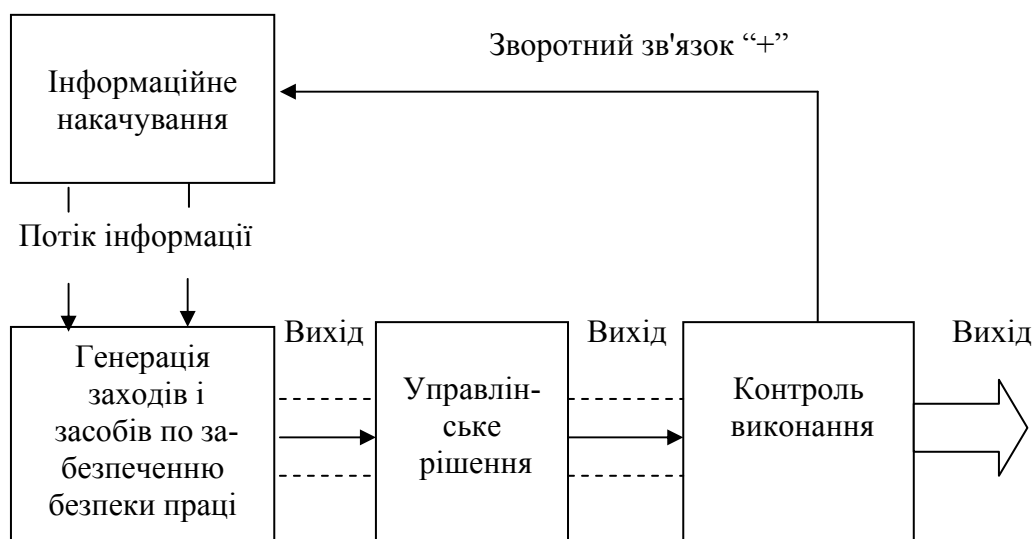 Зворотний зв'язок “+”
Інформаційне
накачування
Потік інформації
Вихід
Вихід
Вихід
Генерація
заходів і
засобів по за-
безпеченню
безпеки праці
Управлін-
ське
рішення
Контроль
виконання